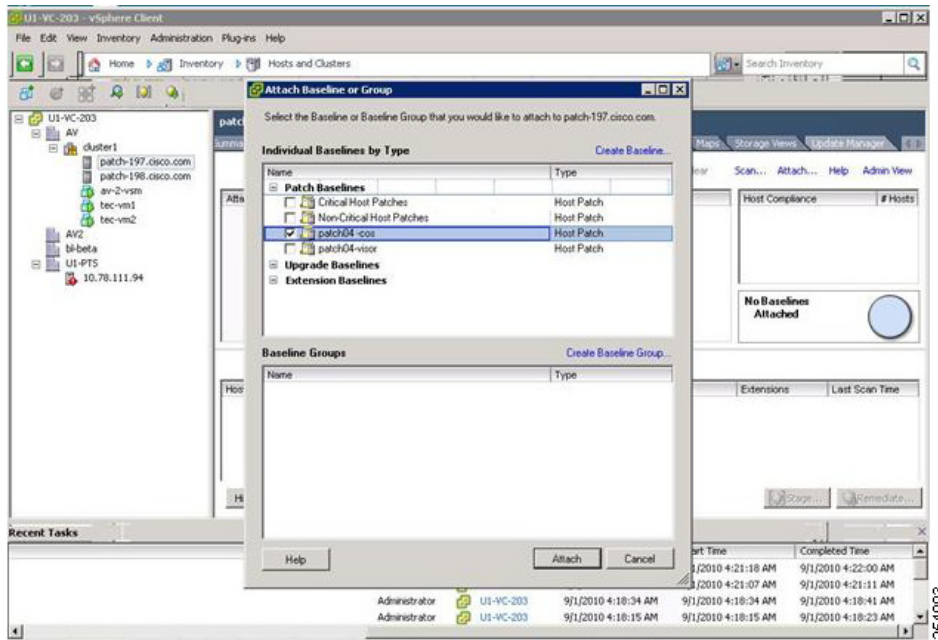 U1-VC-203 - vSphere Client
File Edit View Inventory Administration Plug-ins Help
Home Inventory Hosts and Clusters
Search Inventory
U1-VC-203
AV
cluster1
patch-197.cisco.com
patch-198.cisco.com
av-2-vsm
tec-vm1
tec-vm2
AV2
bl-beta
U1-PTS
10.78.111.94
Maps Storage Views Update Manager
Scan... Attach... Help Admin View
Host Compliance # Hosts
No Baselines
Attached
Extensions Last Scan Time
Stage... Remediate...
Attach Baseline or Group
Select the Baseline or Baseline Group that you would like to attach to patch-197.cisco.com.
Individual Baselines by Type Create Baseline...
Name Type
Patch Baselines
Critical Host Patches Host Patch
Non-Critical Host Patches Host Patch
patch04 -cos Host Patch
patch04-visor Host Patch
Upgrade Baselines
Extension Baselines
Baseline Groups Create Baseline Group...
Name Type
Help Attach Cancel
Recent Tasks
Completed Time
9/1/2010 4:21:18 AM 9/1/2010 4:22:00 AM
9/1/2010 4:21:07 AM 9/1/2010 4:21:11 AM
Administrator U1-VC-203 9/1/2010 4:18:34 AM 9/1/2010 4:18:34 AM 9/1/2010 4:18:41 AM
Administrator U1-VC-203 9/1/2010 4:18:15 AM 9/1/2010 4:18:15 AM 9/1/2010 4:18:23 AM